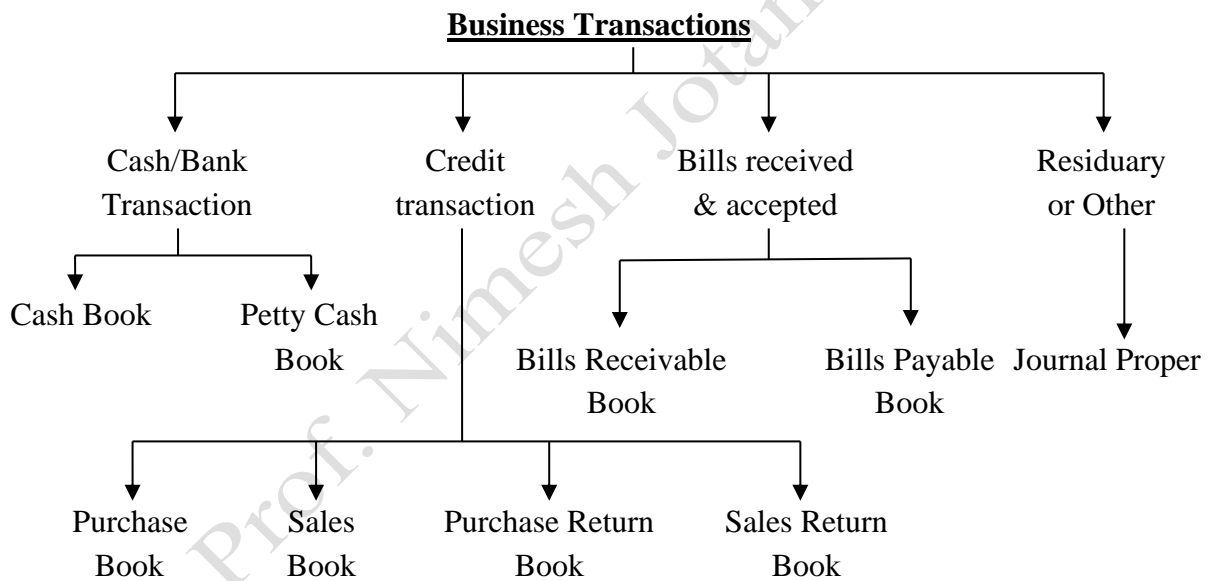 Business Transactions
Cash/Bank
Transaction
Credit
transaction
Bills received
& accepted
Residuary
or Other
Cash Book
Petty Cash
Book
Bills Receivable
Book
Bills Payable
Book
Journal Proper
Purchase
Book
Sales
Book
Purchase Return
Book
Sales Return
Book
Prof. Nimesh